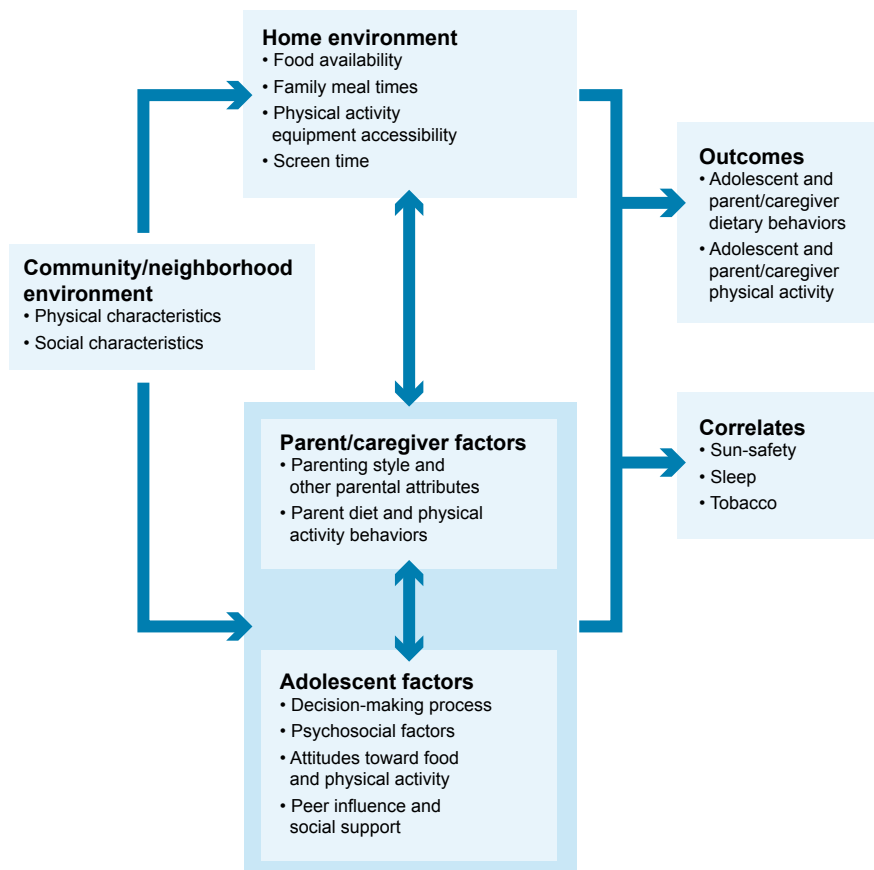 Home environment
• Food availability
• Family meal times
• Physical activity
equipment accessibility
• Screen time
Outcomes
• Adolescent and
parent/caregiver
dietary behaviors
• Adolescent and
parent/caregiver
physical activity
Community/neighborhood
environment
• Physical characteristics
• Social characteristics
Parent/caregiver factors
• Parenting style and
other parental attributes
• Parent diet and physical
activity behaviors
Correlates
• Sun-safety
• Sleep
• Tobacco
Adolescent factors
• Decision-making process
• Psychosocial factors
• Attitudes toward food
and physical activity
• Peer influence and
social support